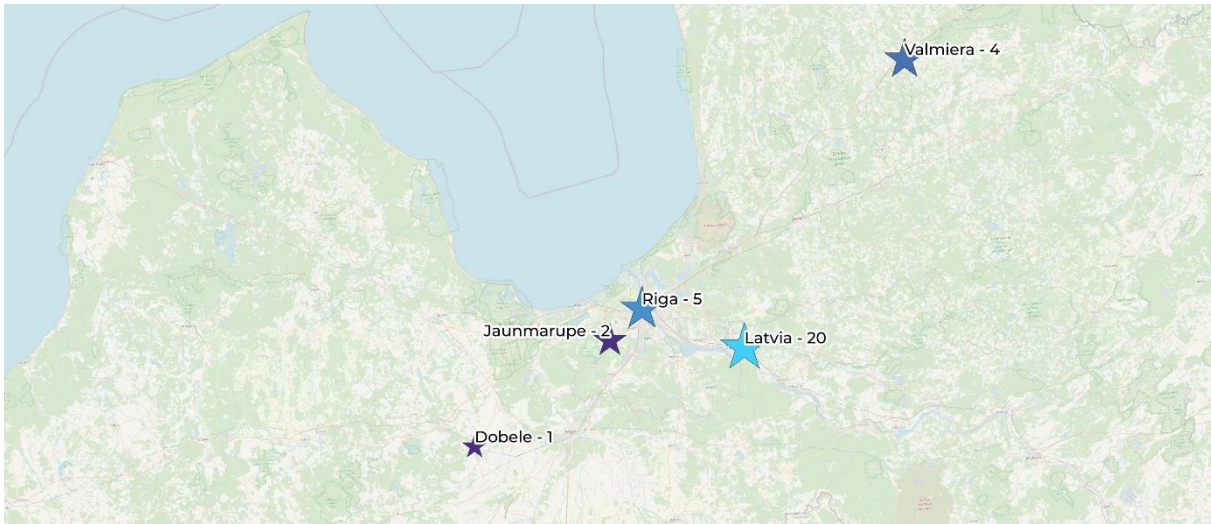 Valmiera - 4
Riga - 5
Jaunmarupe - 2
Latvia - 20
Dobele - 1